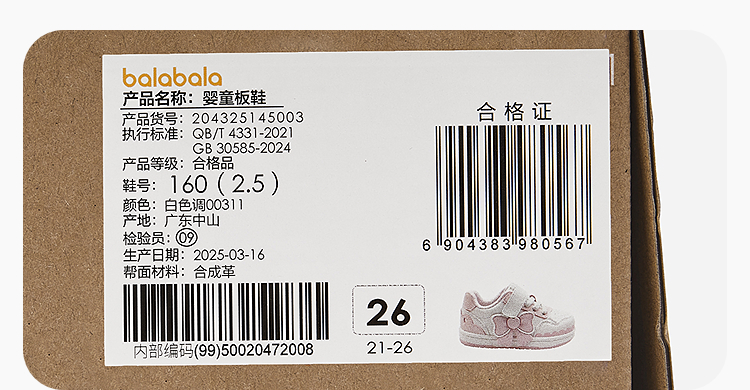 balabala
产品名称：婴童板鞋
产品货号：204325145003
执行标准：QB/T 4331-2021
GB 30585-2024
产品等级：合格品
鞋号：160（2.5）
颜色：白色调00311
产地：广东中山
检验员：09
生产日期：2025-03-16
帮面材料：合成革
内部编码(99)50020472008
合格证
6 904383 980567
26
21-26